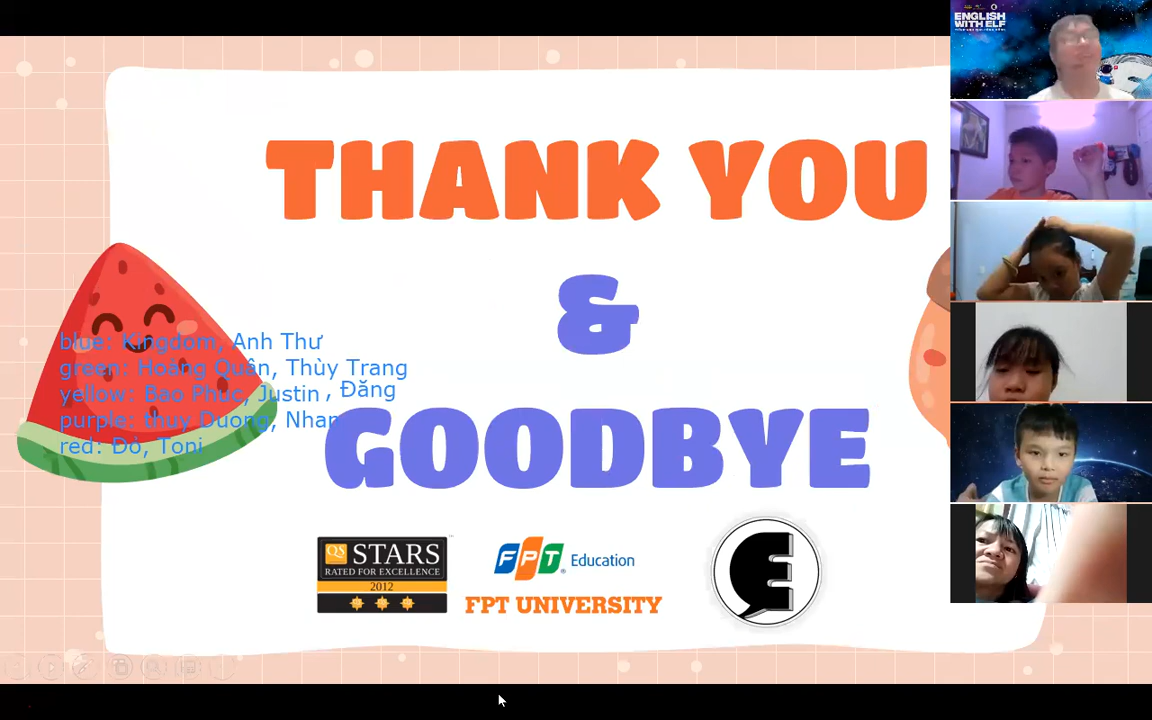 ENGLISH
WITH ELF
THANK YOU
&
GOODBYE
blue: Kingdom, Anh Thư
green: Hoàng Quân, Thùy Trang
yellow: Bao Phuc, Justin , Đăng
purple: thuy Duong, Nhan
red: Đỏ, Toni
QS STARS
RATED FOR EXCELLENCE
2012
FPT Education
FPT UNIVERSITY
E